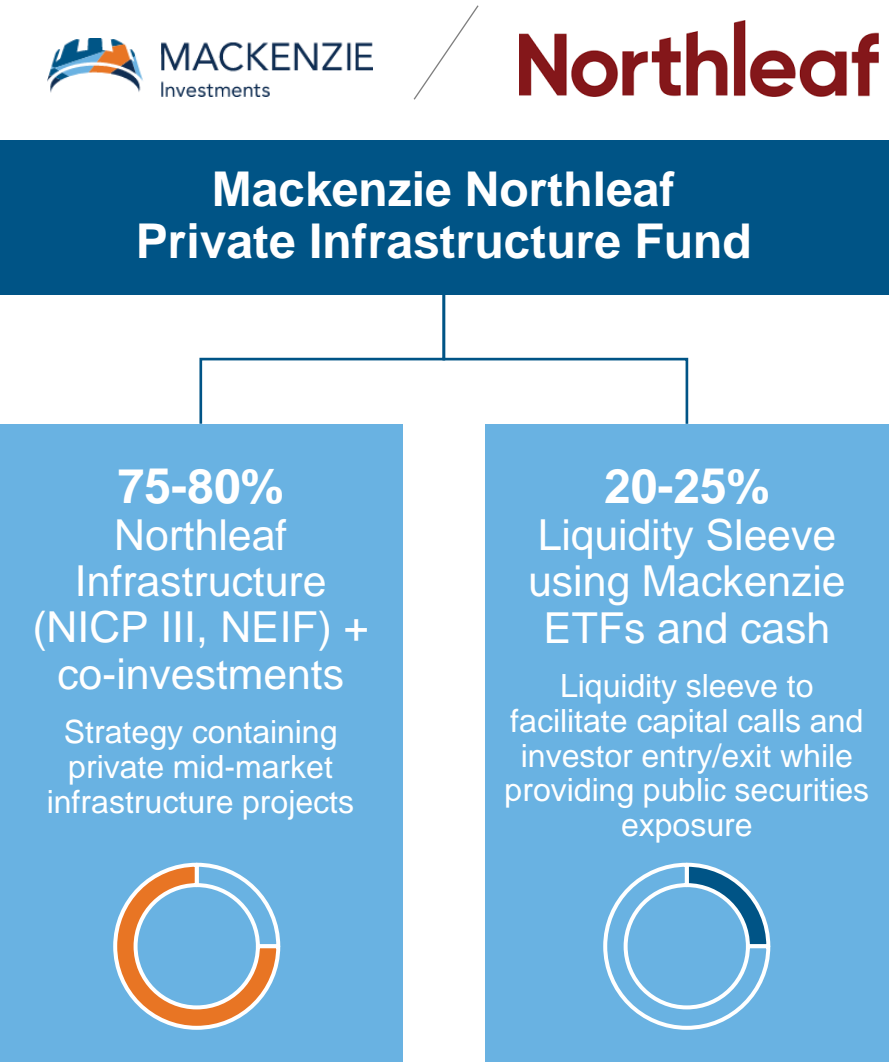 MACKENZIE
Investments
Northleaf
Mackenzie Northleaf
Private Infrastructure Fund
75-80%
Northleaf
Infrastructure
(NICP III, NEIF) +
co-investments
Strategy containing
private mid-market
infrastructure projects
20-25%
Liquidity Sleeve
using Mackenzie
ETFs and cash
Liquidity sleeve to
facilitate capital calls and
investor entry/exit while
providing public securities
exposure